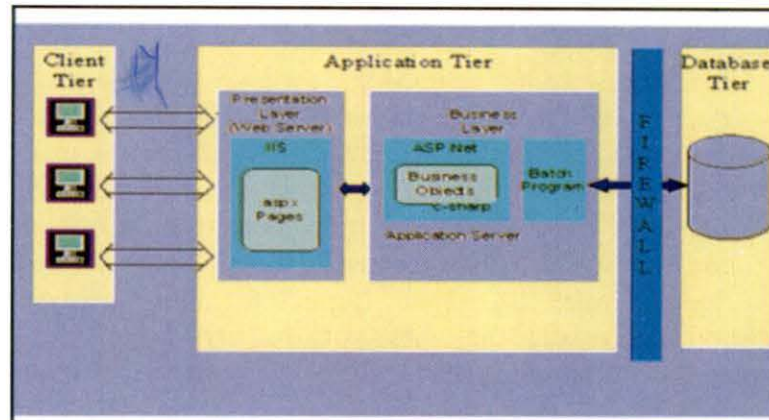 Client
Tier
Application Tier
Database
Tier
Presentation
Layer
(Web Server)
Business
Layer
IIS
ASP.Net
aspx
Pages
Business
Objects
c-sharp
Batch
Program
Application Server
FIREWALL